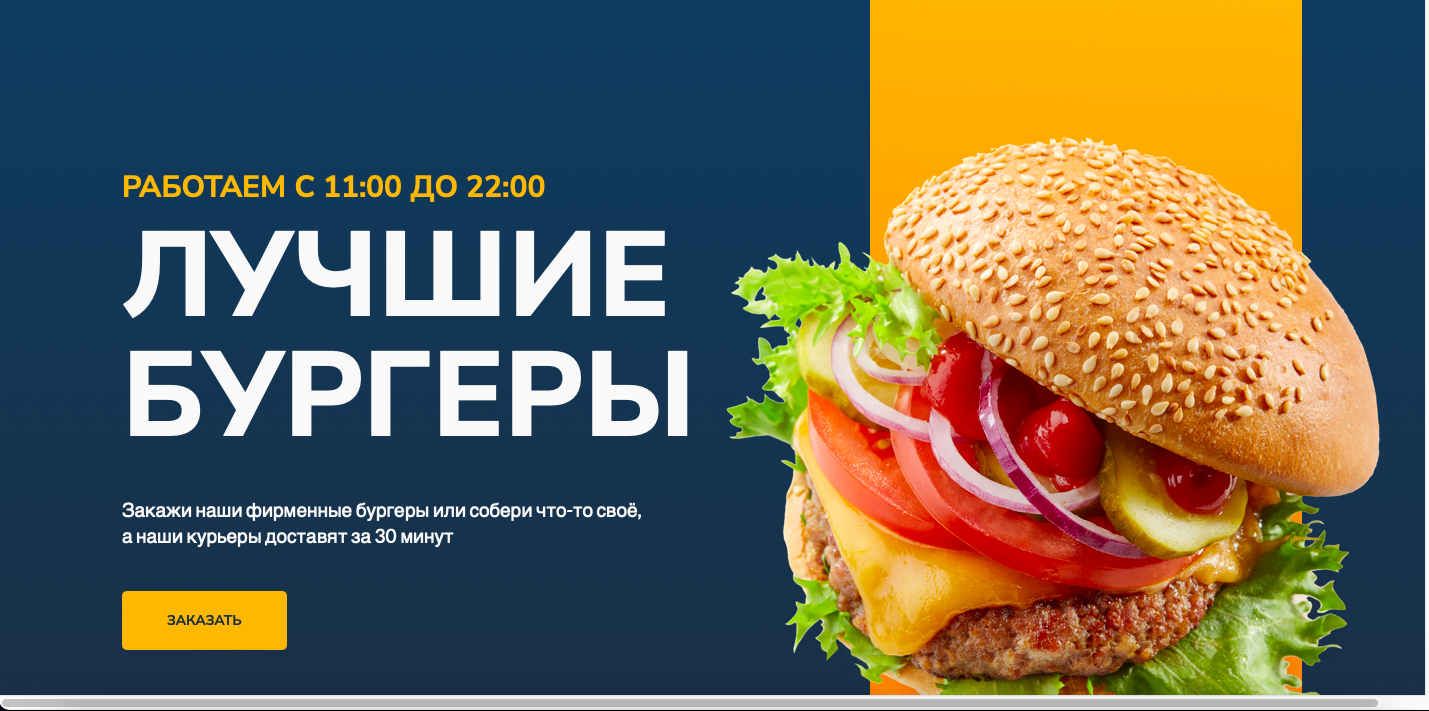 РАБОТАЕМ С 11:00 ДО 22:00
ЛУЧШИЕ
БУРГЕРЫ
Закажи наши фирменные бургеры или собери что-то своё,
а наши курьеры доставят за 30 минут
ЗАКАЗАТЬ